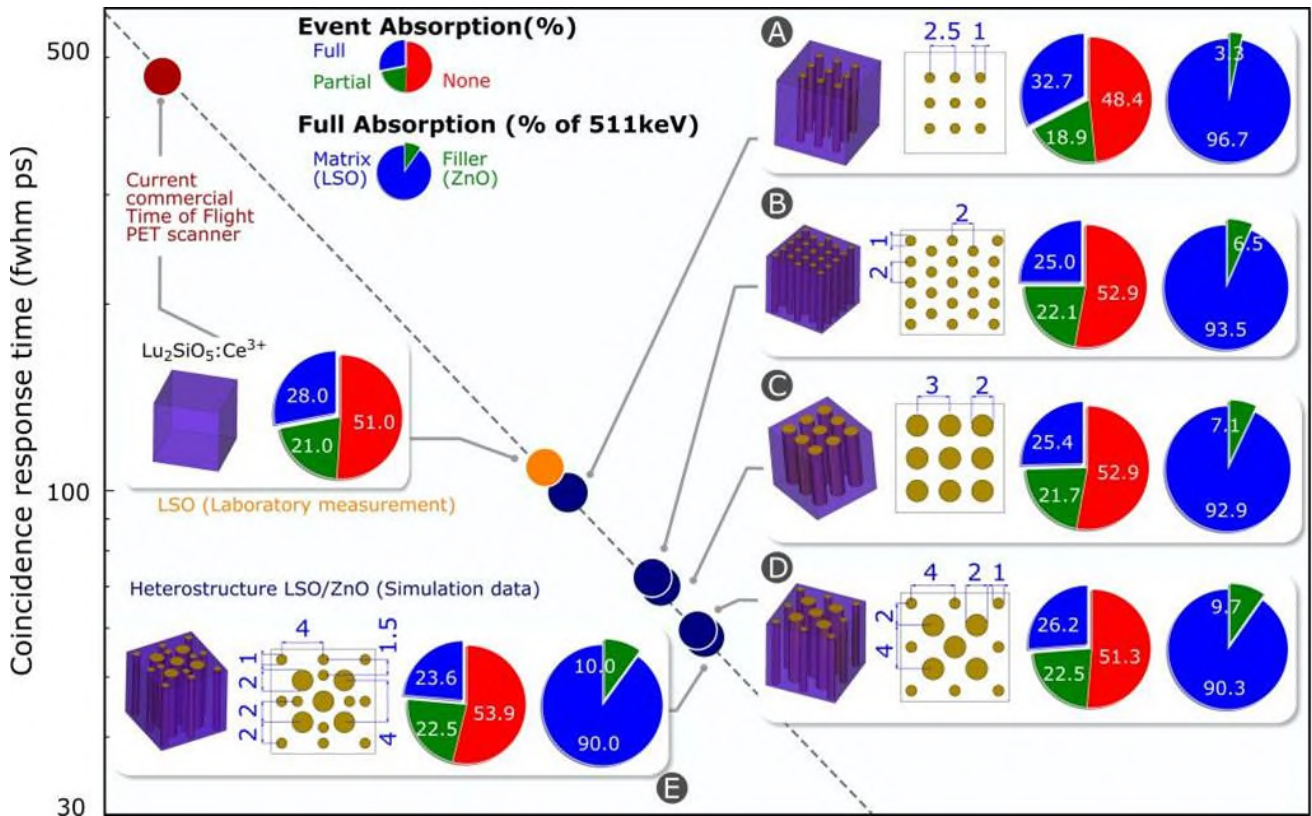 Coincidence response time (fwhm ps)
500
100
30
Event Absorption(%)
Full
Partial
None
Full Absorption (% of 511keV)
Matrix
(LSO)
Filler
(ZnO)
Current
commercial
Time of Flight
PET scanner
Lu₂SiO₅:Ce³⁺
28.0
51.0
21.0
LSO (Laboratory measurement)
Heterostructure LSO/ZnO (Simulation data)
A
2.5
1
32.7
48.4
18.9
3.3
96.7
B
2
1
2
25.0
52.9
22.1
6.5
93.5
C
3
2
25.4
52.9
21.7
7.1
92.9
D
4
2
1
2
4
26.2
51.3
22.5
9.7
90.3
E
4
1.5
1
2
2
2
4
23.6
53.9
22.5
10.0
90.0